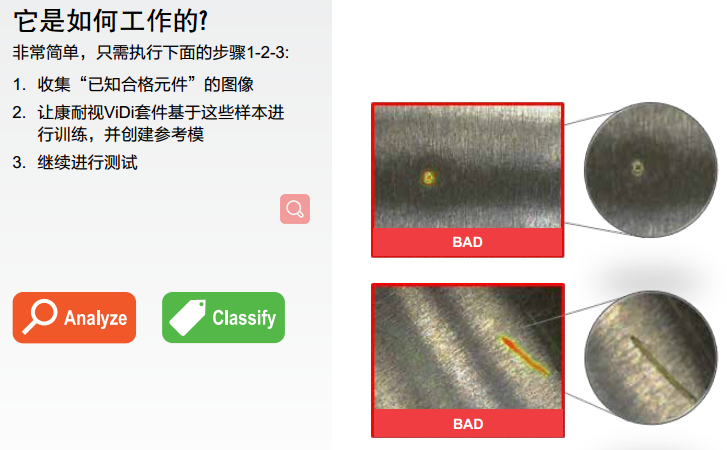 它是如何工作的?
非常简单，只需执行下面的步骤1-2-3:
1. 收集“已知合格元件”的图像
2. 让康耐视ViDi套件基于这些样本进
行训练，并创建参考模
3. 继续进行测试
BAD
Analyze
Classify
BAD